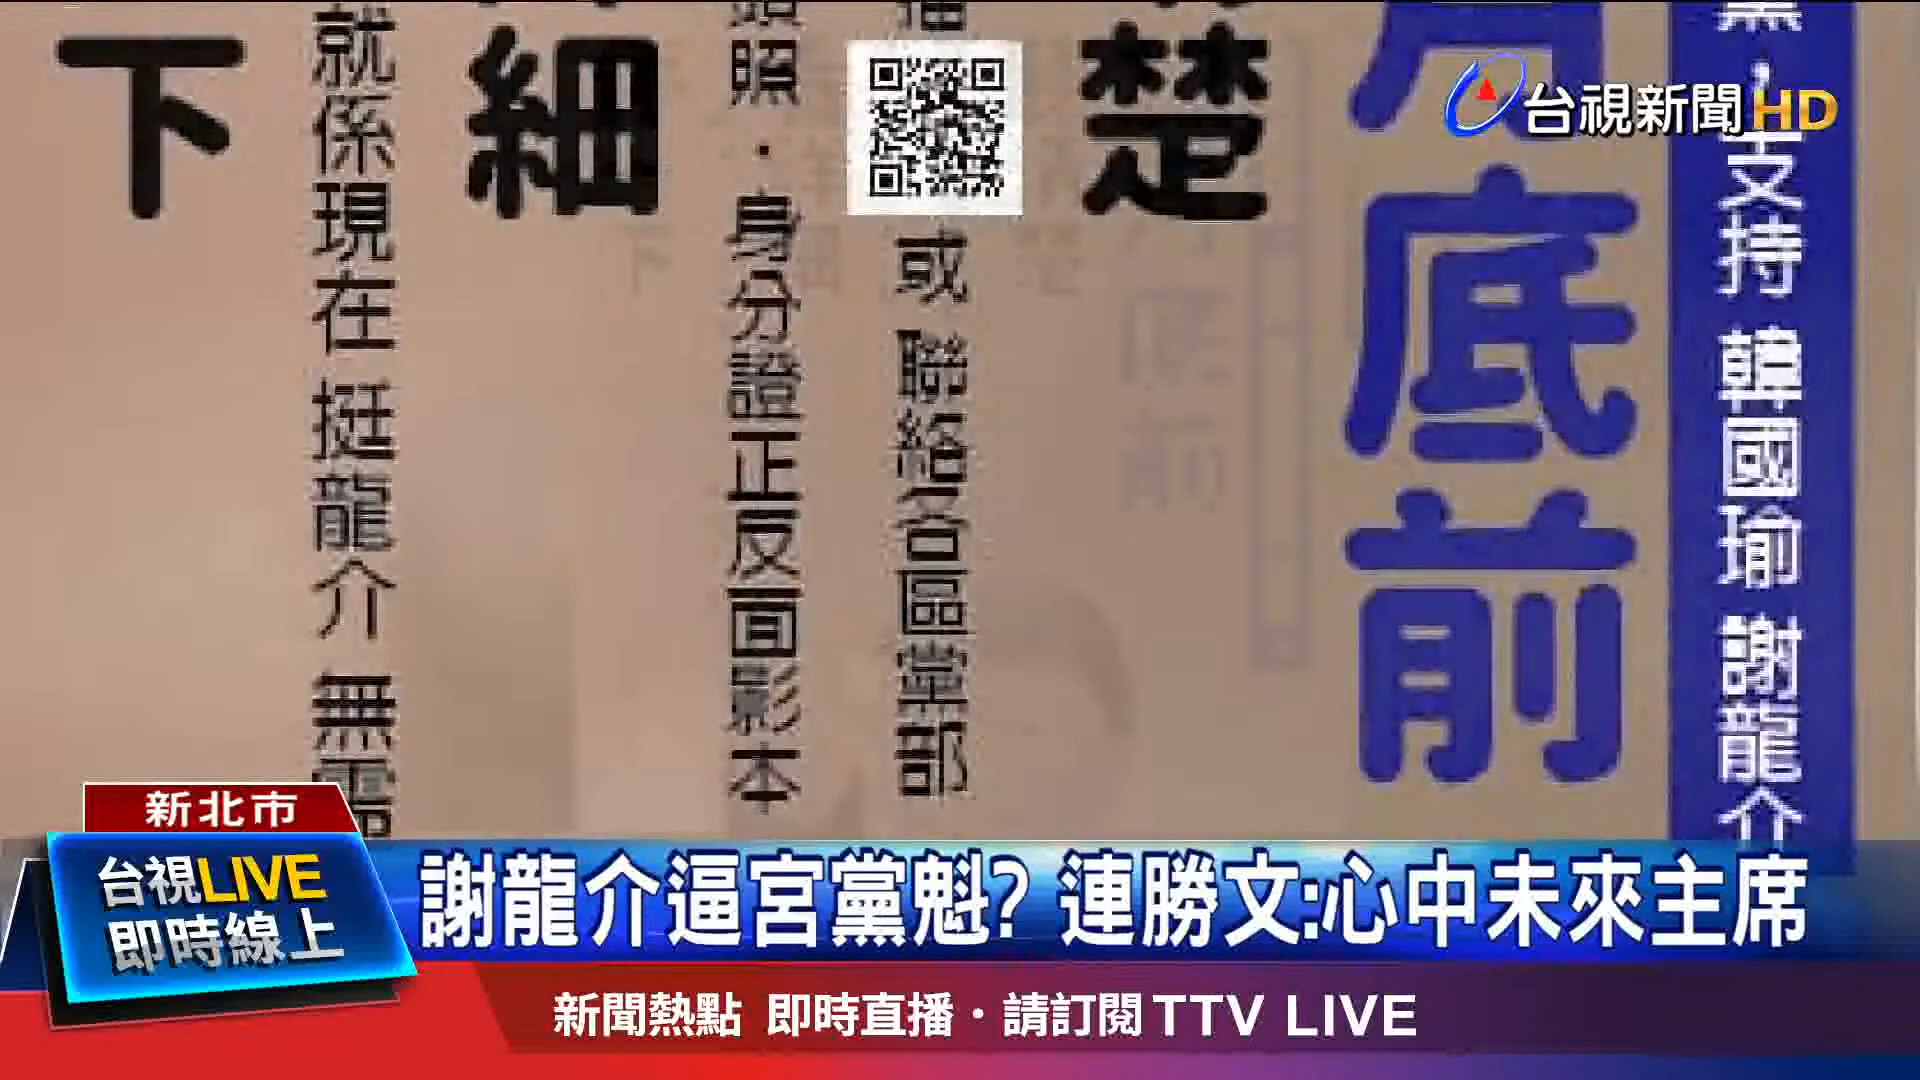 支持 韓國瑜 謝龍介
底前
楚
或 聯絡各區黨部
照・身分證正反面影本
細
就係現在 挺龍介 無
下
台視新聞HD
新北市
台視LIVE
即時線上
謝龍介逼宮黨魁? 連勝文:心中未來主席
新聞熱點 即時直播・請訂閱TTV LIVE